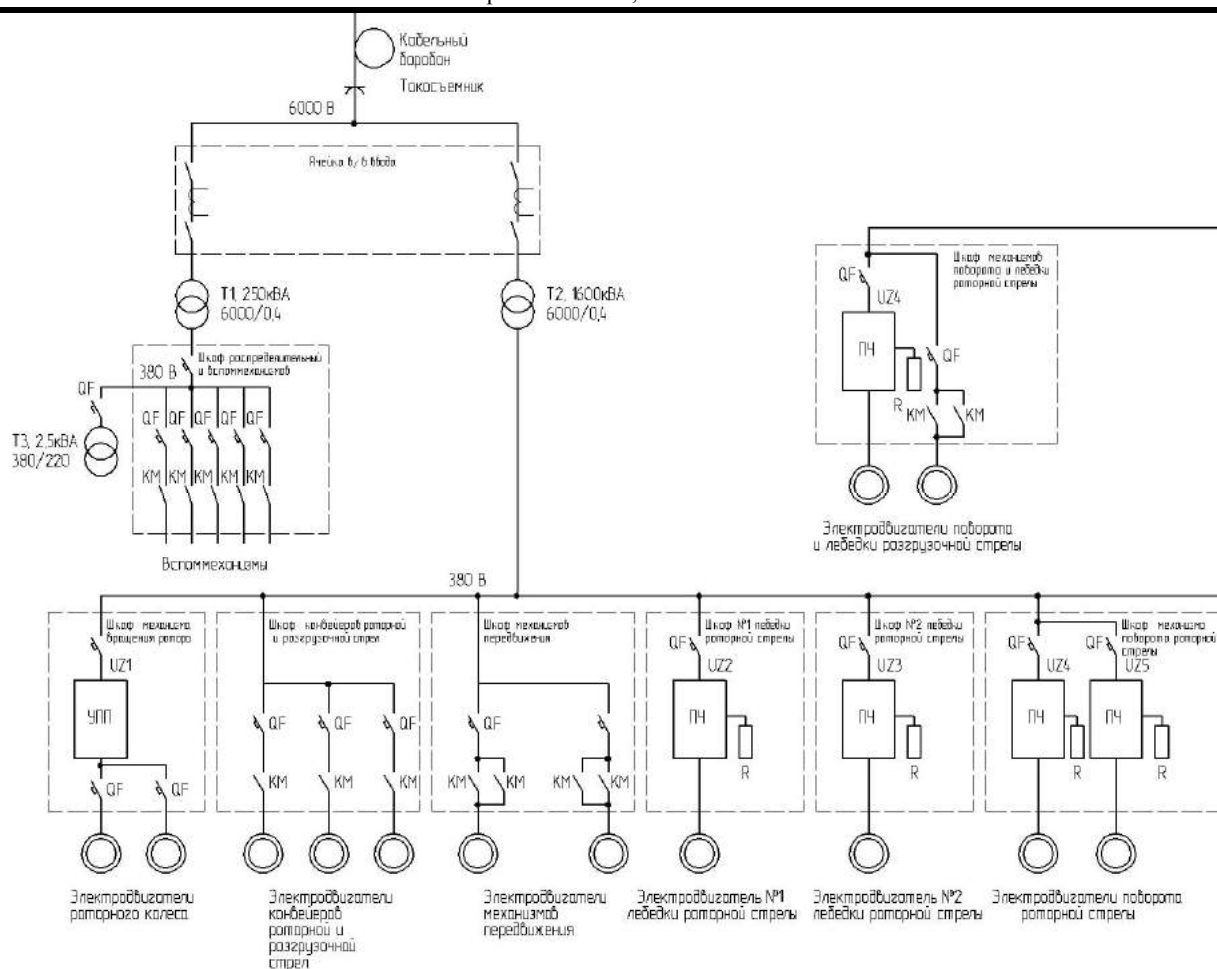 Кабельный
барабан
Токосъемник
6000 В
Ячейка в/в ввода
Т1, 250кВА
6000/0,4
Т2, 1600кВА
6000/0,4
Шкаф механизмов
поворота и лебедки
роторной стрелы
QF
UZ4
ПЧ
QF
R
КМ
КМ
Электродвигатели поворота
и лебедки разгрузочной стрелы
Шкаф распределительный
и вспоммеханизмов
380 В
QF
Т3, 2,5кВА
380/220
QF QF QF QF QF
КМ КМ КМ КМ КМ
Вспоммеханизмы
380 В
Шкаф механизма
вращения ротора
UZ1
УПП
QF QF
Электродвигатели
роторного колеса
Шкаф конвейеров роторной
и разгрузочной стрел
QF QF QF
КМ КМ КМ
Электродвигатели
конвейеров
роторной и
разгрузочной
стрел
Шкаф механизмов
передвижения
QF
КМ КМ КМ КМ
Электродвигатели
механизмов
передвижения
Шкаф №1 лебедки
роторной стрелы
QF
UZ2
ПЧ
R
Электродвигатель №1
лебедки роторной стрелы
Шкаф №2 лебедки
роторной стрелы
QF
UZ3
ПЧ
R
Электродвигатель №2
лебедки роторной стрелы
Шкаф механизма
поворота роторной
стрелы
QF QF
UZ4 UZ5
ПЧ ПЧ
R R
Электродвигатели поворота
роторной стрелы